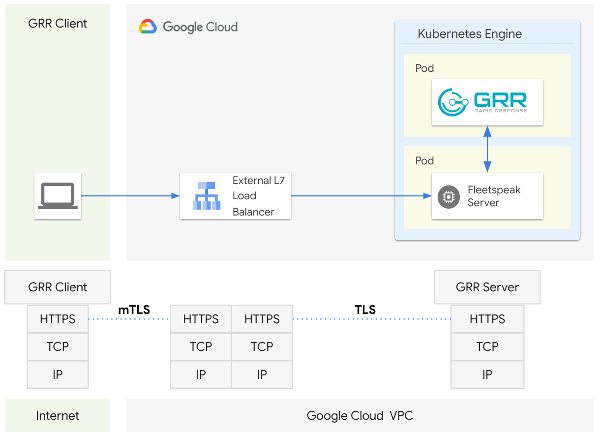 GRR Client
Google Cloud
Kubernetes Engine
Pod
GRR
RAPID RESPONSE
Pod
External L7
Load
Balancer
Fleetspeak
Server
GRR Client
GRR Server
mTLS
TLS
HTTPS
HTTPS
HTTPS
HTTPS
TCP
TCP
TCP
TCP
IP
IP
IP
IP
Internet
Google Cloud VPC